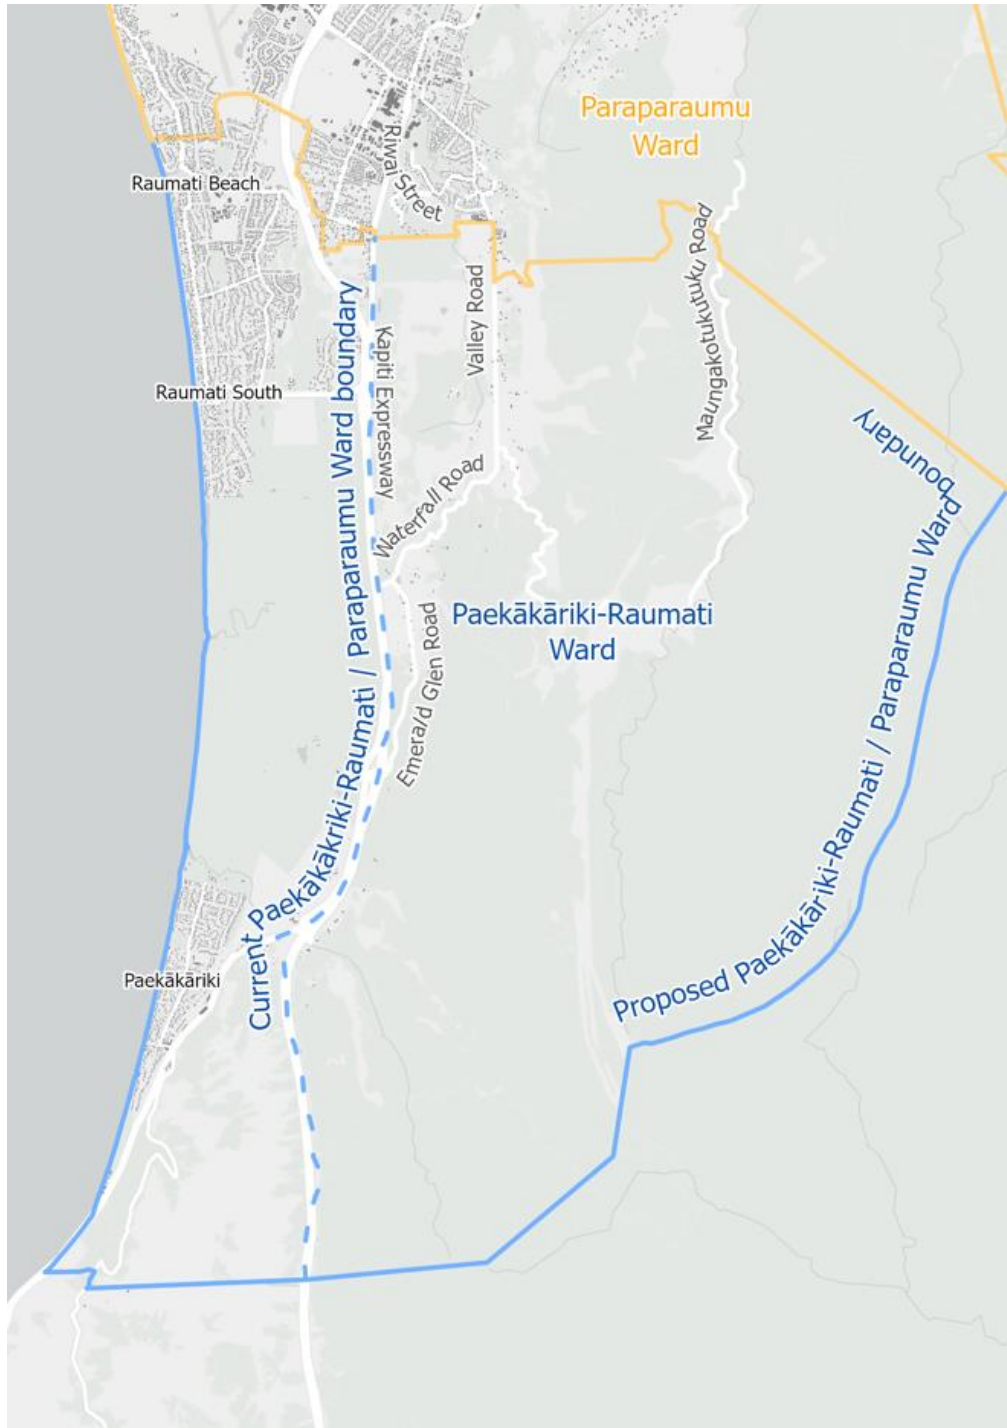 Paraparaumu
Ward
Riwai Street
Raumati Beach
Maungakotukutuku Road
Valley Road
Kapiti Expressway
Raumati South
Waterfall Road
Emerald Glen Road
Paekākāriki-Raumati
Ward
Current Paekākākriki-Raumati / Paraparaumu Ward boundary
Proposed Paekākāriki-Raumati / Paraparaumu Ward
boundary
Paekākāriki